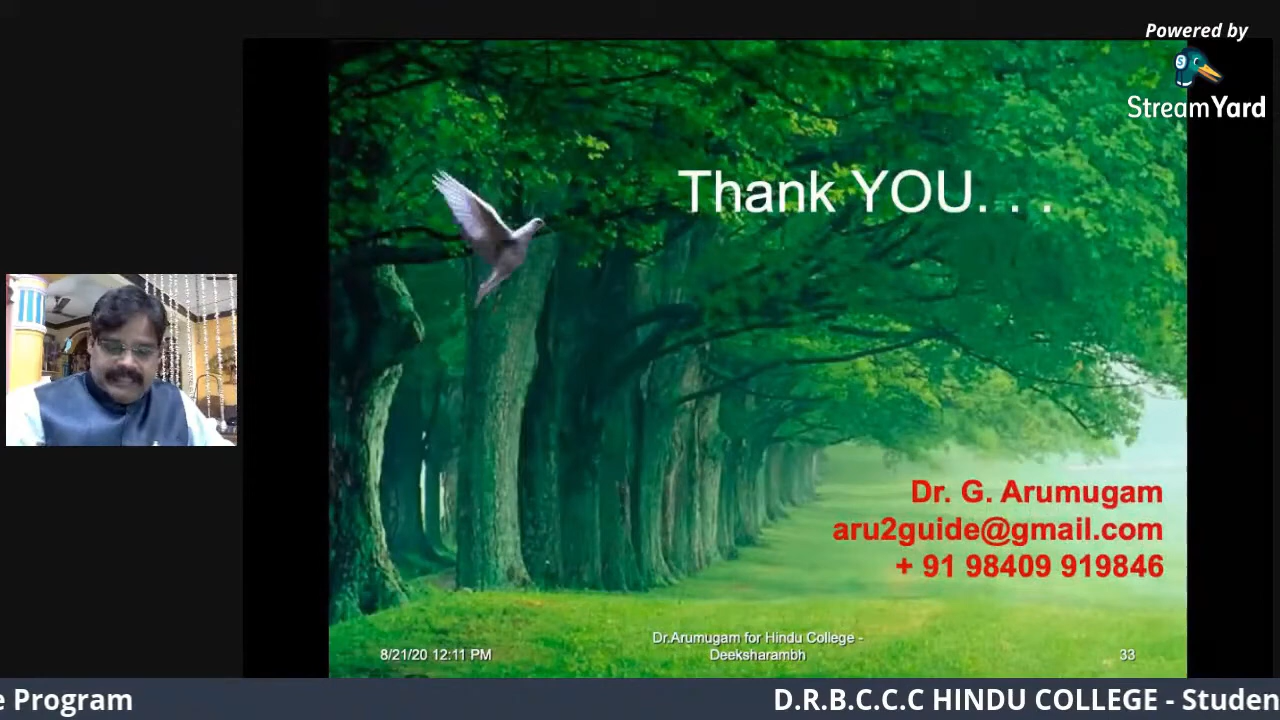 Powered by
StreamYard
Thank YOU. . .
Dr. G. Arumugam
aru2guide@gmail.com
+ 91 98409 919846
8/21/20 12:11 PM
Dr.Arumugam for Hindu College -
Deeksharambh
33
e Program
D.R.B.C.C.C HINDU COLLEGE - Studen